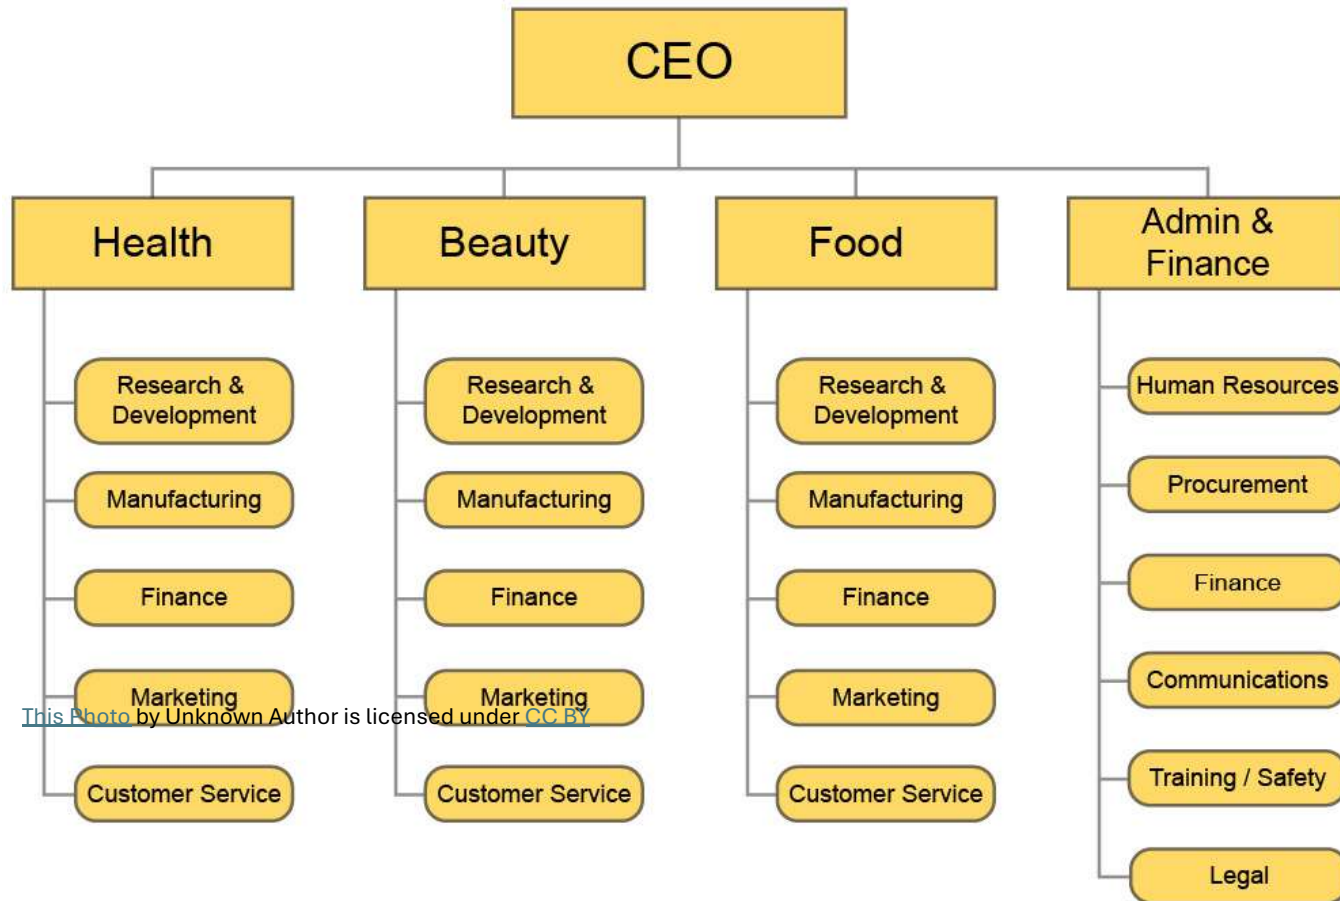 CEO
Health
Research &
Development
Manufacturing
Finance
Marketing
Customer Service
Beauty
Research &
Development
Manufacturing
Finance
Marketing
Customer Service
Food
Research &
Development
Manufacturing
Finance
Marketing
Customer Service
Admin &
Finance
Human Resources
Procurement
Finance
Communications
Training / Safety
Legal
This Photo by Unknown Author is licensed under CC BY